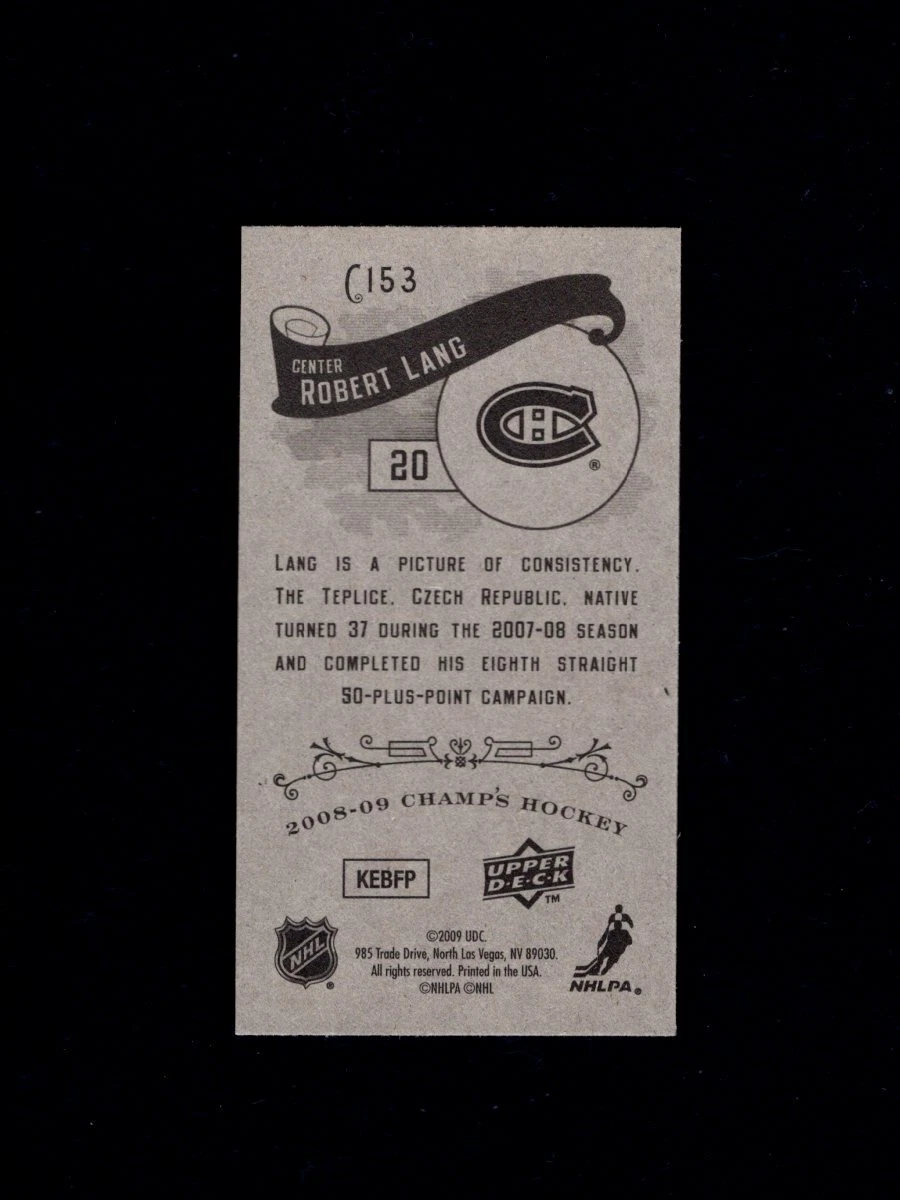 C153
CENTER
ROBERT LANG
20
®
LANG IS A PICTURE OF CONSISTENCY.
THE TEPLICE, CZECH REPUBLIC, NATIVE
TURNED 37 DURING THE 2007-08 SEASON
AND COMPLETED HIS EIGHTH STRAIGHT
50-PLUS-POINT CAMPAIGN.
2008-09 CHAMP'S HOCKEY
KEBFP
UPPER
D·E·C·K
TM
NHL
®
©2009 UDC.
985 Trade Drive, North Las Vegas, NV 89030.
All rights reserved. Printed in the USA.
©NHLPA ©NHL
NHLPA®